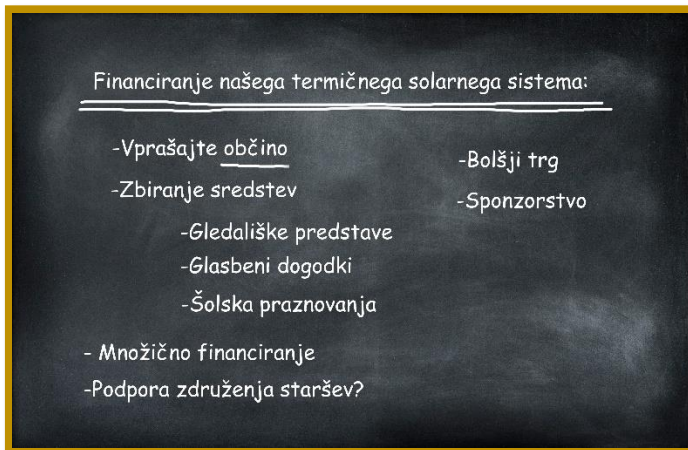 Financiranje našega termičnega solarnega sistema:
-Vprašajte občino
-Zbiranje sredstev
-Gledališke predstave
-Glasbeni dogodki
-Šolska praznovanja
- Množično financiranje
-Podpora združenja staršev?
-Bolšji trg
-Sponzorstvo